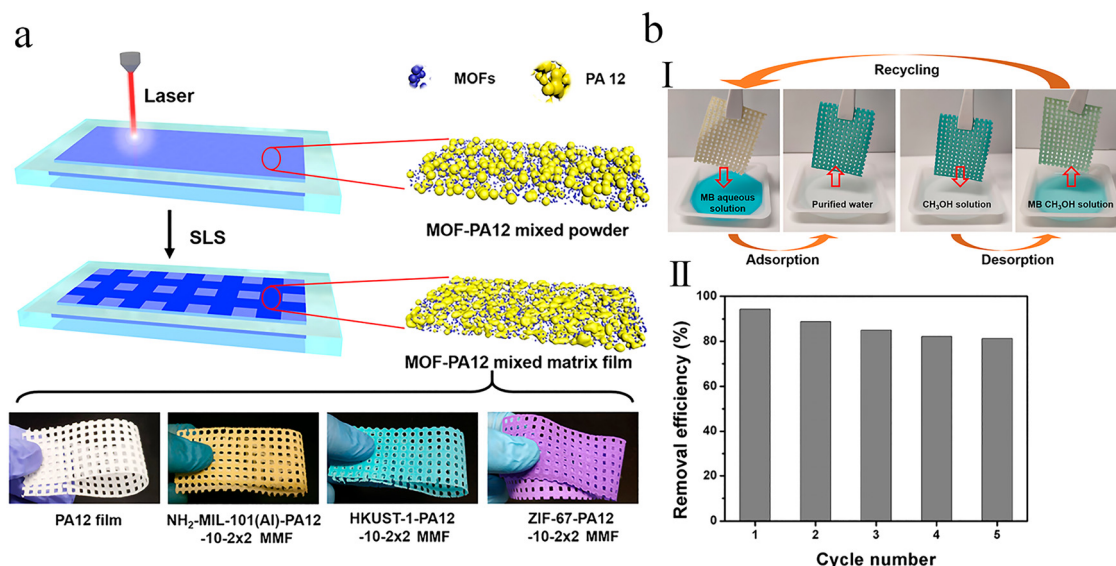 a
Laser
MOFs
PA 12
MOF-PA12 mixed powder
SLS
MOF-PA12 mixed matrix film
PA12 film
NH₂-MIL-101(Al)-PA12
-10-2x2 MMF
HKUST-1-PA12
-10-2x2 MMF
ZIF-67-PA12
-10-2x2 MMF
b
I
Recycling
MB aqueous
solution
Purified water
CH₃OH solution
MB CH₃OH solution
Adsorption
Desorption
II
Removal efficiency (%)
100
80
60
40
20
0
1
2
3
4
5
Cycle number